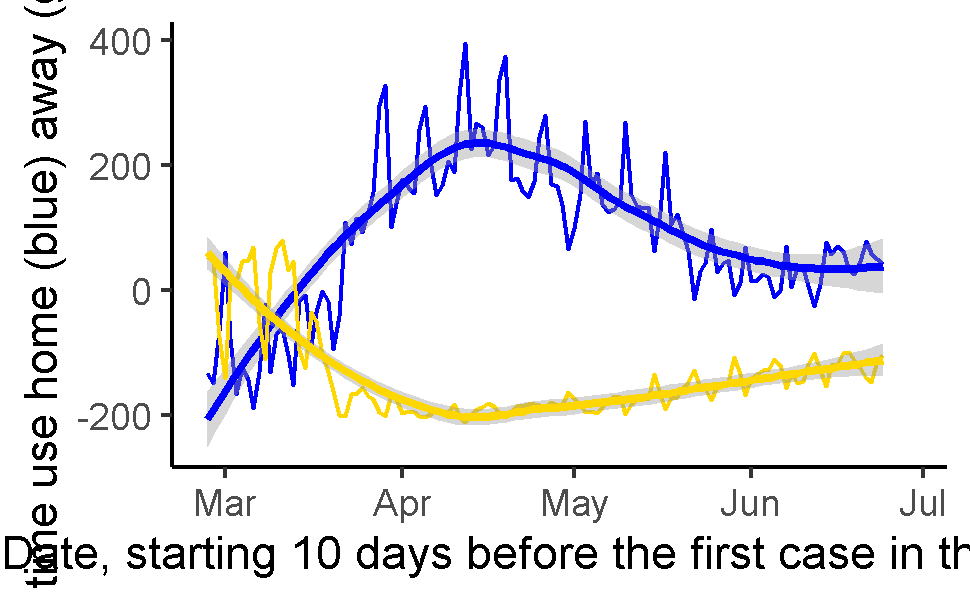 time use home (blue) away (
400
200
0
-200
Mar Apr May Jun Jul
Date, starting 10 days before the first case in th